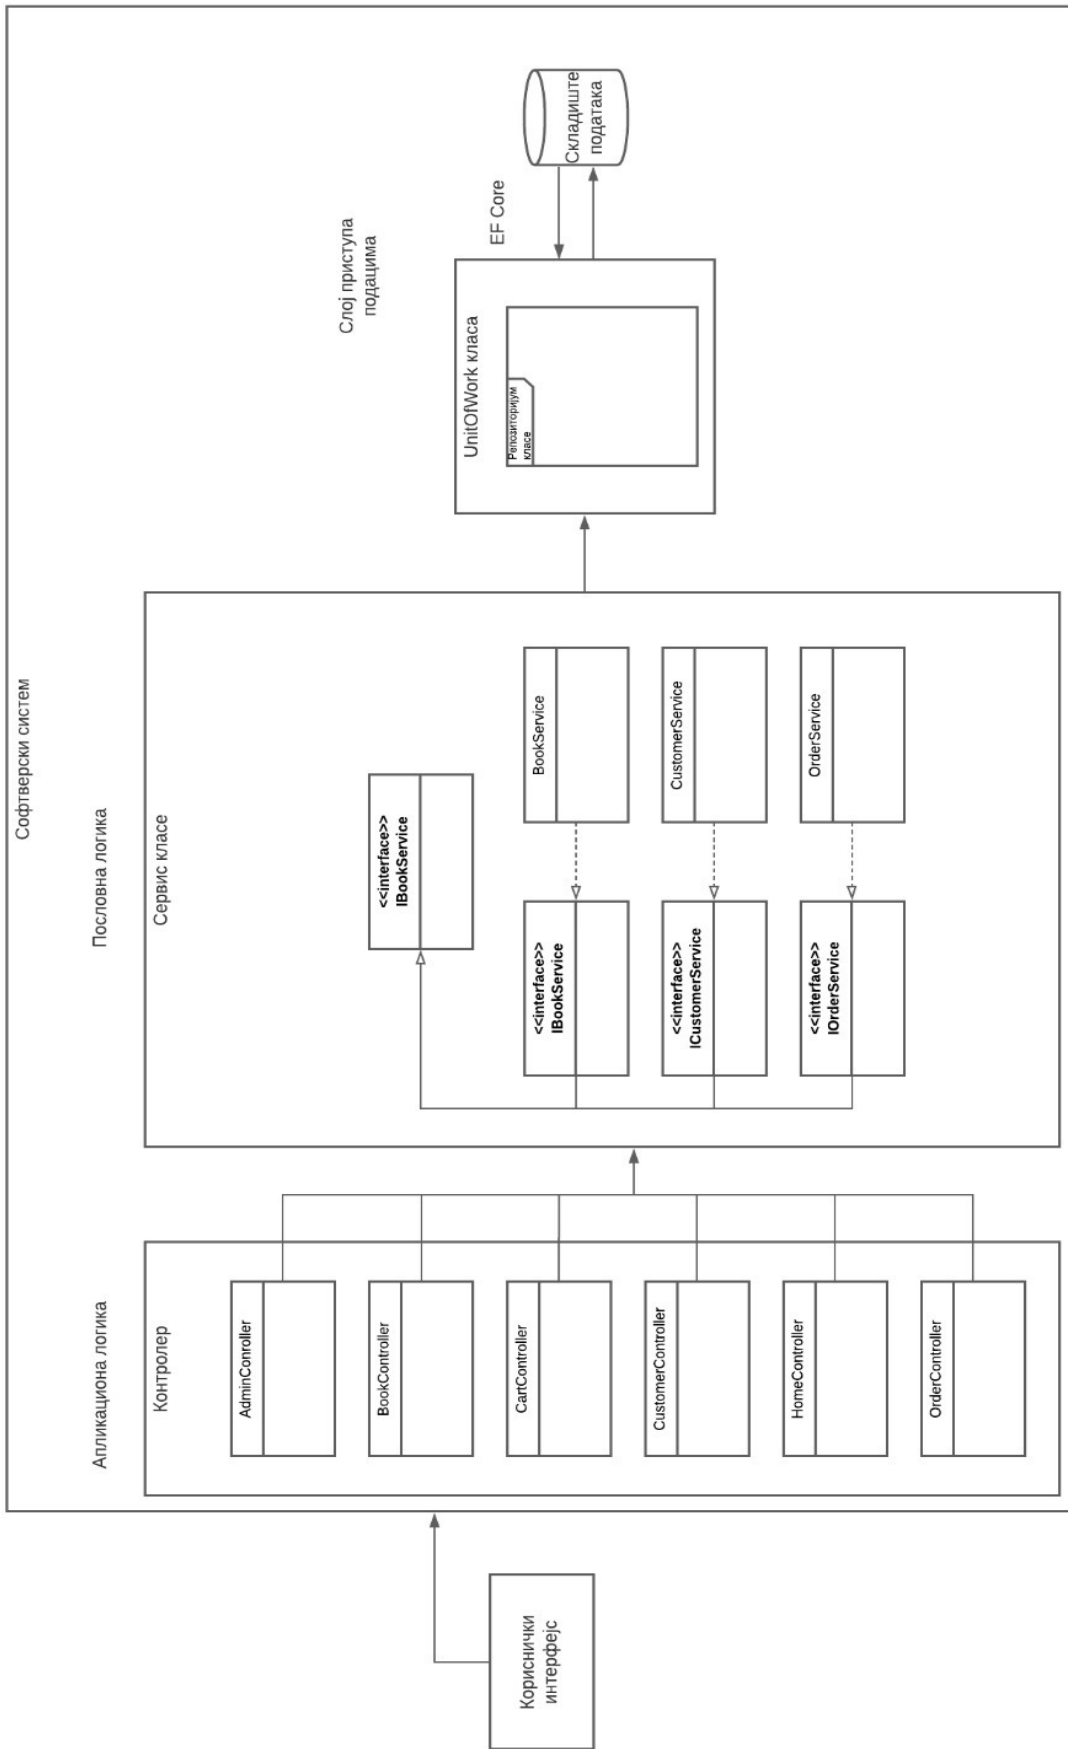 Софтверски систем
Апликациона логика
Пословна логика
Слој приступа
подацима
Кориснички
интерфејс
Контролер
AdminConroller
BookController
CartController
CustomerController
HomeController
OrderController
Сервис класе
<<interface>>
IBookService
<<interface>>
IBookService
BookService
<<interface>>
ICustomerService
CustomerService
<<interface>>
IOrderService
OrderService
UnitOfWork класа
Репозиторијум
класе
EF Core
Складиште
података